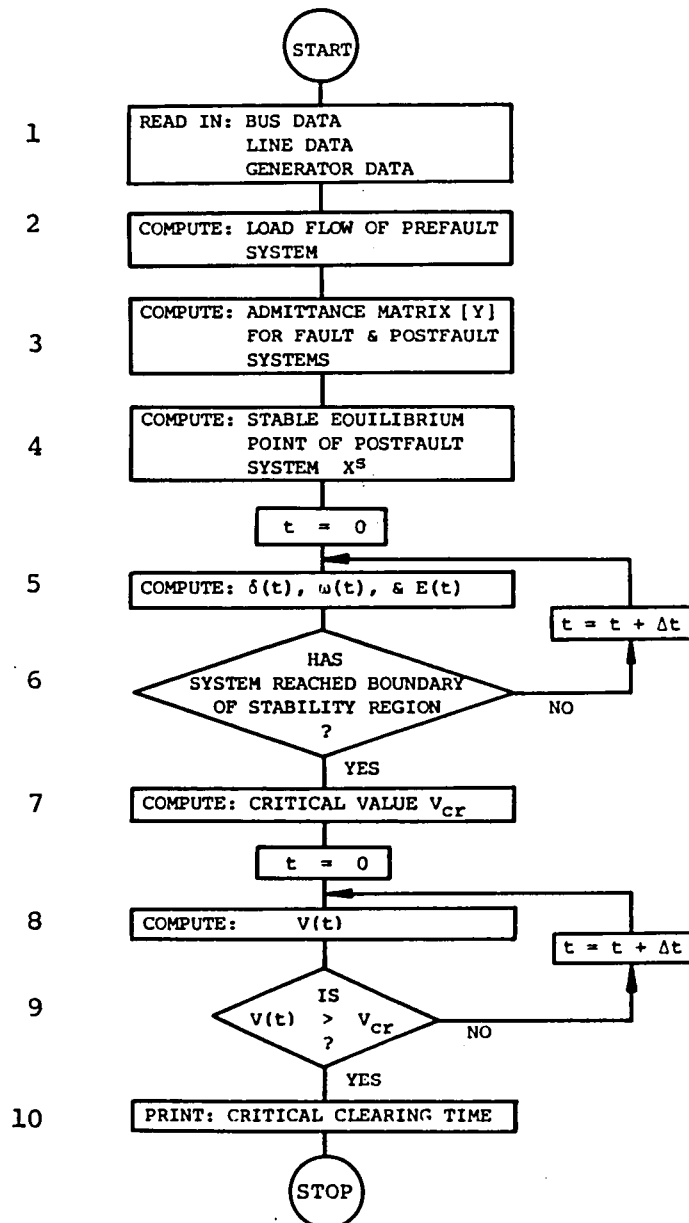 START
1
READ IN: BUS DATA
LINE DATA
GENERATOR DATA
2
COMPUTE: LOAD FLOW OF PREFAULT
SYSTEM
3
COMPUTE: ADMITTANCE MATRIX [Y]
FOR FAULT & POSTFAULT
SYSTEMS
4
COMPUTE: STABLE EQUILIBRIUM
POINT OF POSTFAULT
SYSTEM Xˢ
t = 0
5
COMPUTE: δ(t), ω(t), & E(t)
t = t + Δt
6
HAS
SYSTEM REACHED BOUNDARY
OF STABILITY REGION
?
NO
YES
7
COMPUTE: CRITICAL VALUE V_cr
t = 0
8
COMPUTE: V(t)
t = t + Δt
9
IS
V(t) > V_cr
?
NO
YES
10
PRINT: CRITICAL CLEARING TIME
STOP